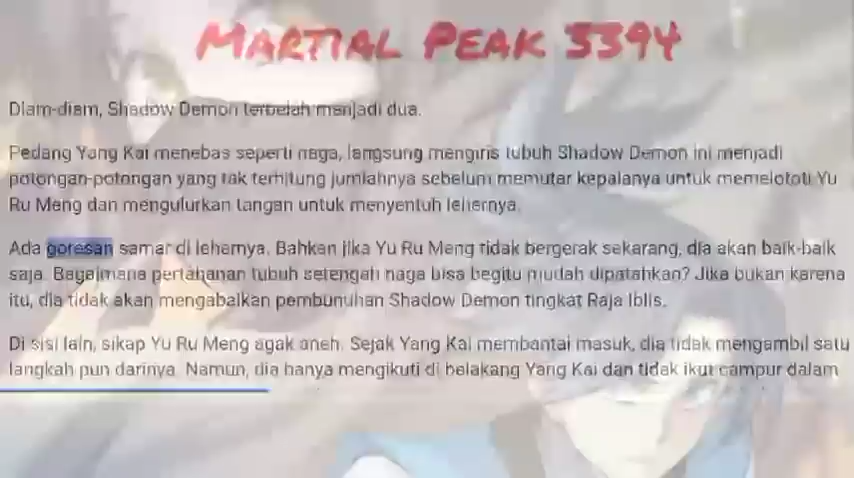 MARTIAL PEAK 3394
Diam-diam, Shadow Demon terbelah menjadi dua.
Pedang Yang Kai menebas seperti naga, langsung mengiris tubuh Shadow Demon ini menjadi
potongan-potongan yang tak terhitung jumlahnya sebelum memutar kepalanya untuk memelototi Yu
Ru Meng dan mengulurkan tangan untuk menyentuh lehernya.
Ada goresan samar di lehernya. Bahkan jika Yu Ru Meng tidak bergerak sekarang, dia akan baik-baik
saja. Bagaimana pertahanan tubuh setengah naga bisa begitu mudah dipatahkan? Jika bukan karena
itu, dia tidak akan mengabaikan pembunuhan Shadow Demon tingkat Raja Iblis.
Di sisi lain, sikap Yu Ru Meng agak aneh. Sejak Yang Kai membantai masuk, dia tidak mengambil satu
langkah pun darinya. Namun, dia hanya mengikuti di belakang Yang Kai dan tidak ikut campur dalam